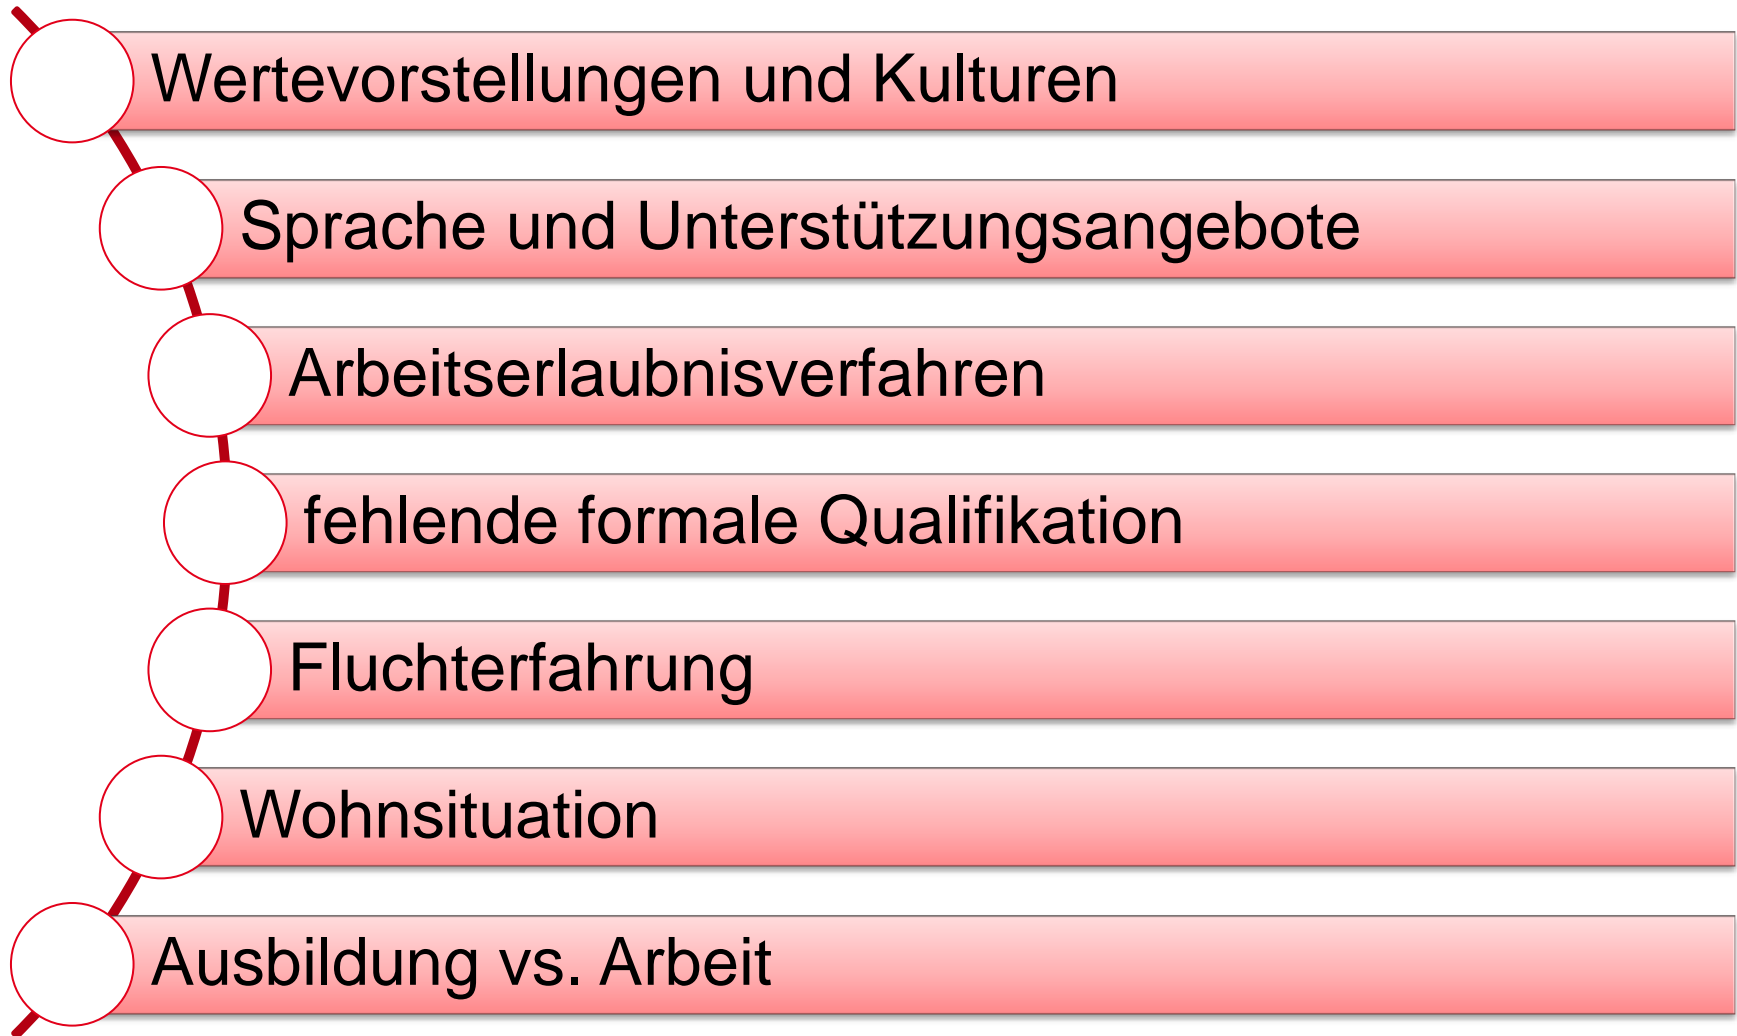 Wertevorstellungen und Kulturen
Sprache und Unterstützungsangebote
Arbeitserlaubnisverfahren
fehlende formale Qualifikation
Fluchterfahrung
Wohnsituation
Ausbildung vs. Arbeit